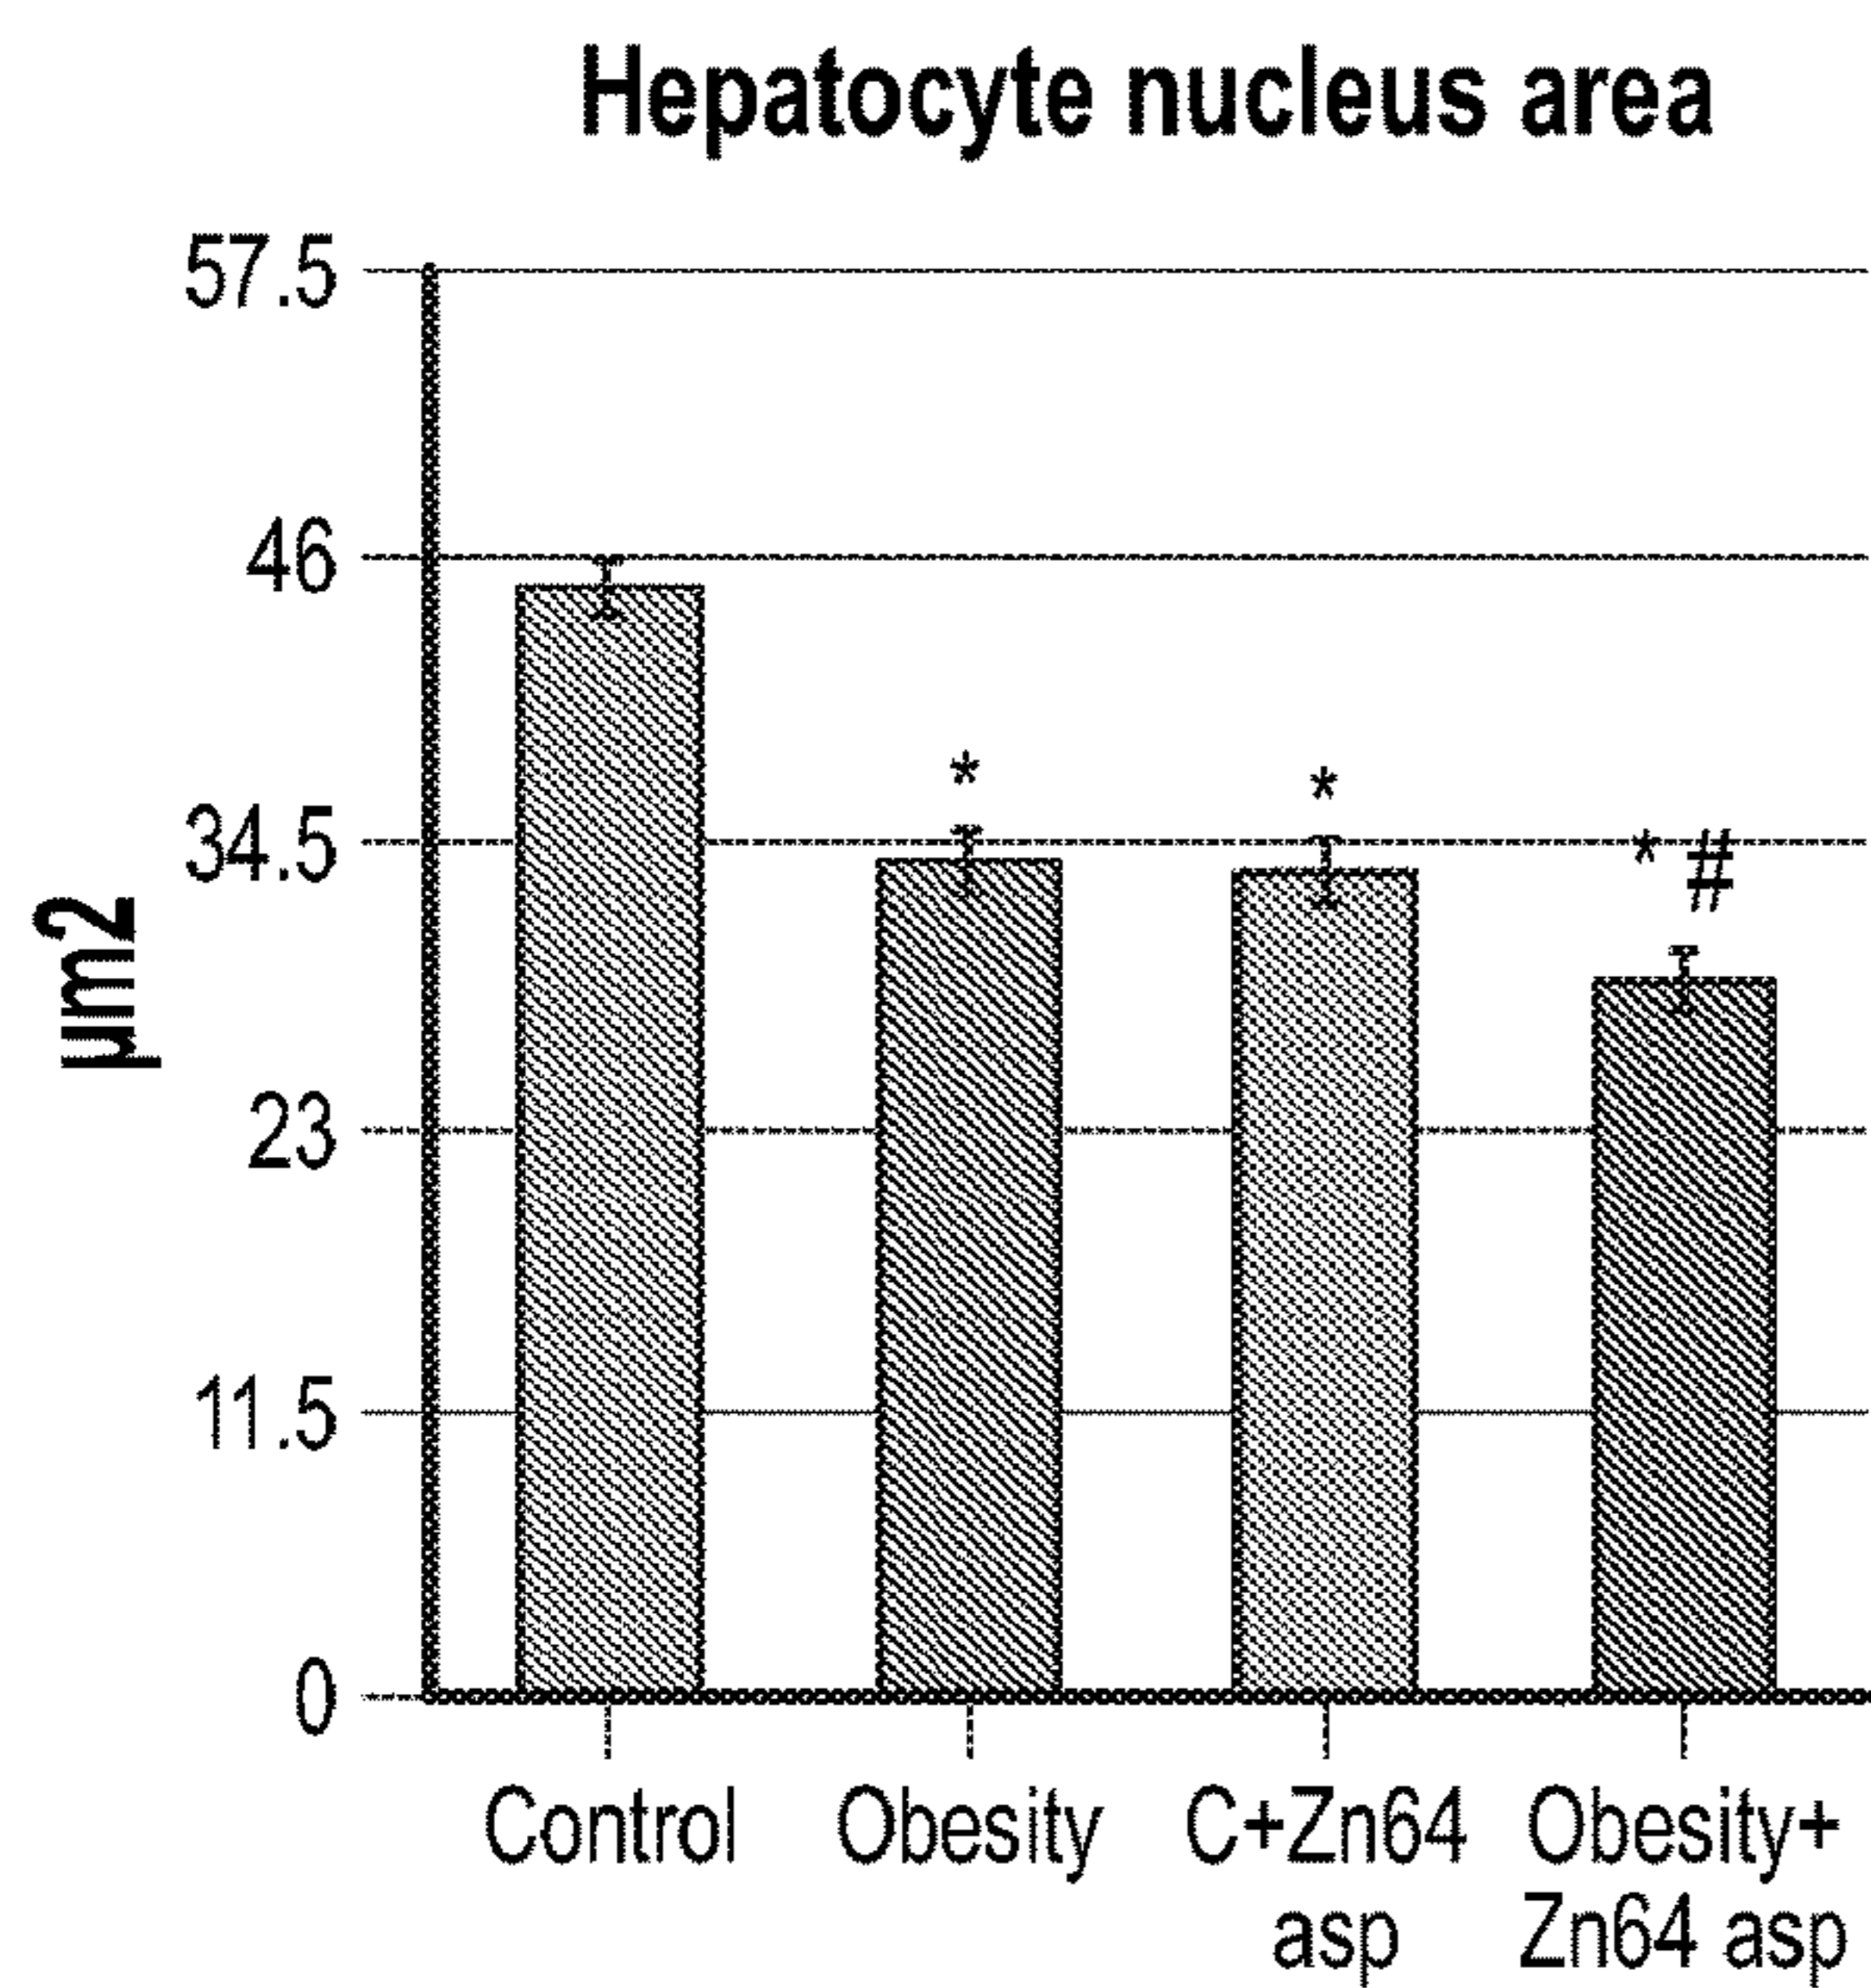 Hepatocyte nucleus area
57.5
46
34.5
23
11.5
0
µm2
*
*
* #
Control
Obesity
C+Zn64
asp
Obesity+
Zn64 asp